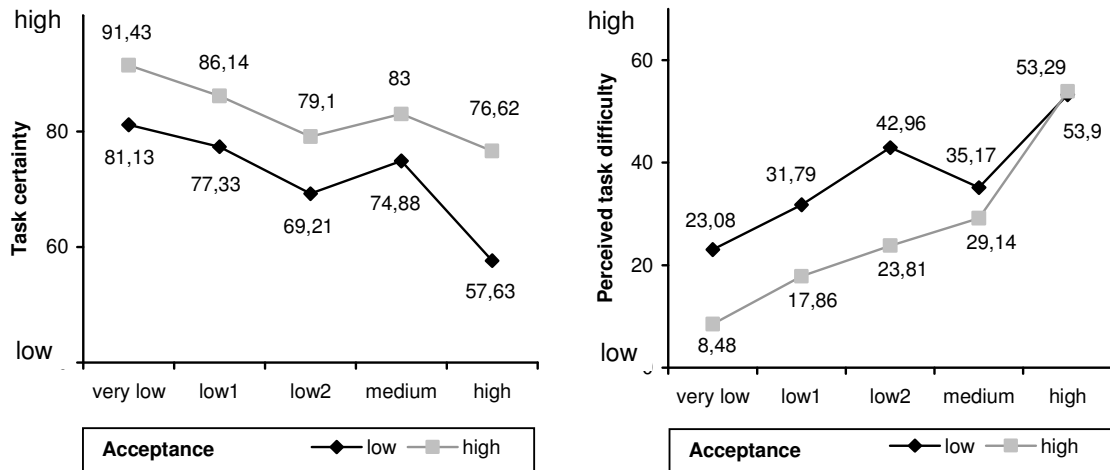 high
91,43
86,14
79,1
83
76,62
80
81,13
77,33
69,21
74,88
60
57,63
Task certainty
low
very low low1 low2 medium high
Acceptance low high
high
60
53,29
53,9
42,96
40
35,17
31,79
23,08
29,14
23,81
20
17,86
8,48
Perceived task difficulty
low
very low low1 low2 medium high
Acceptance low high